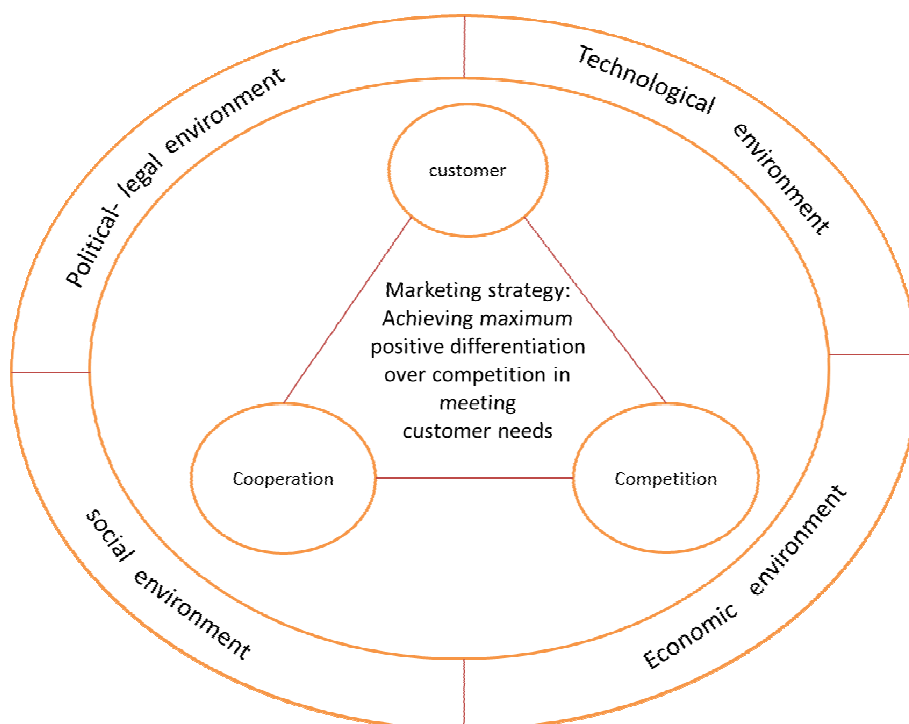 Political- legal environment
Technological environment
customer
Marketing strategy:
Achieving maximum
positive differentiation
over competition in
meeting
customer needs
Cooperation
Competition
social environment
Economic environment